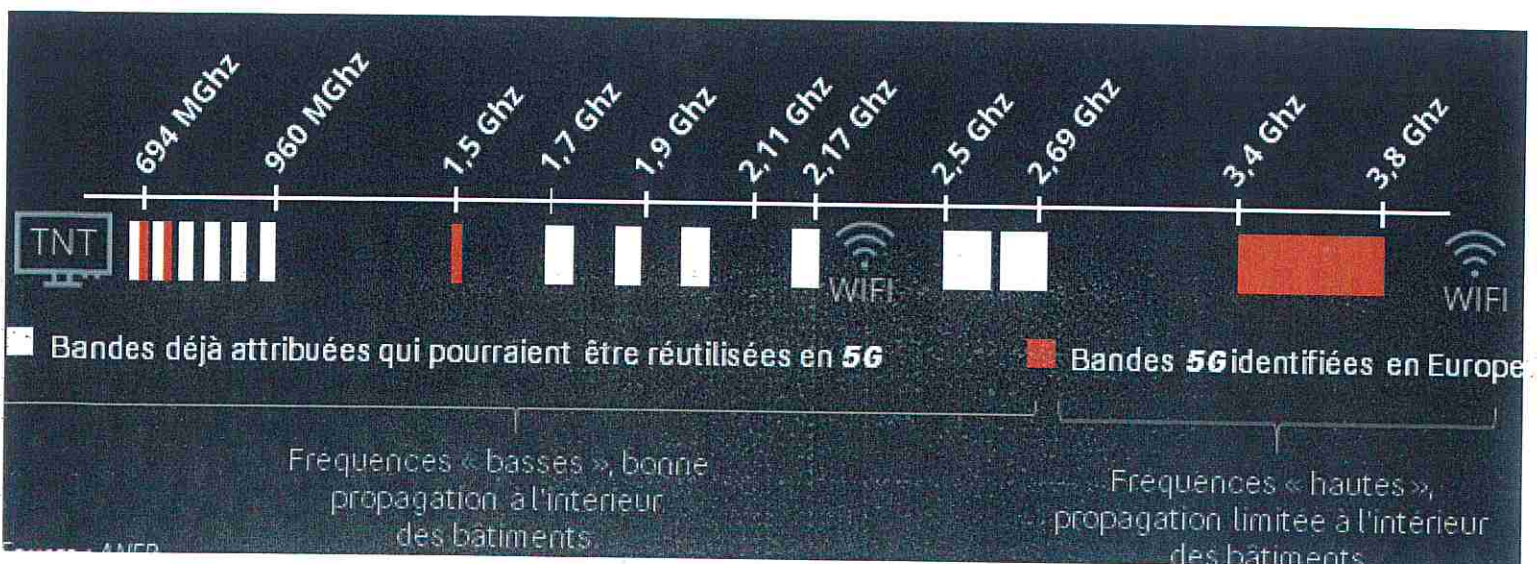 694 MGhz
960 MGhz
1,5 Ghz
1,7 Ghz
1,9 Ghz
2,11 Ghz
2,17 Ghz
2,5 Ghz
2,69 Ghz
3,4 Ghz
3,8 Ghz
TNT
WIFI
WIFI
Bandes déjà attribuées qui pourraient être réutilisées en 5G
Bandes 5G identifiées en Europe
Fréquences « basses », bonne
propagation à l'intérieur
des bâtiments
Fréquences « hautes »,
propagation limitée à l'intérieur
des bâtiments